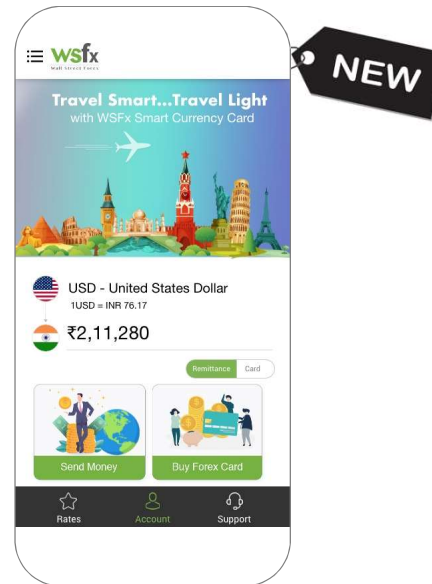 NEW
WSfx
Wall Street Forex
Travel Smart...Travel Light
with WSFx Smart Currency Card
USD - United States Dollar
1USD = INR 76.17
₹2,11,280
Remittance Card
Send Money Buy Forex Card
Rates Account Support